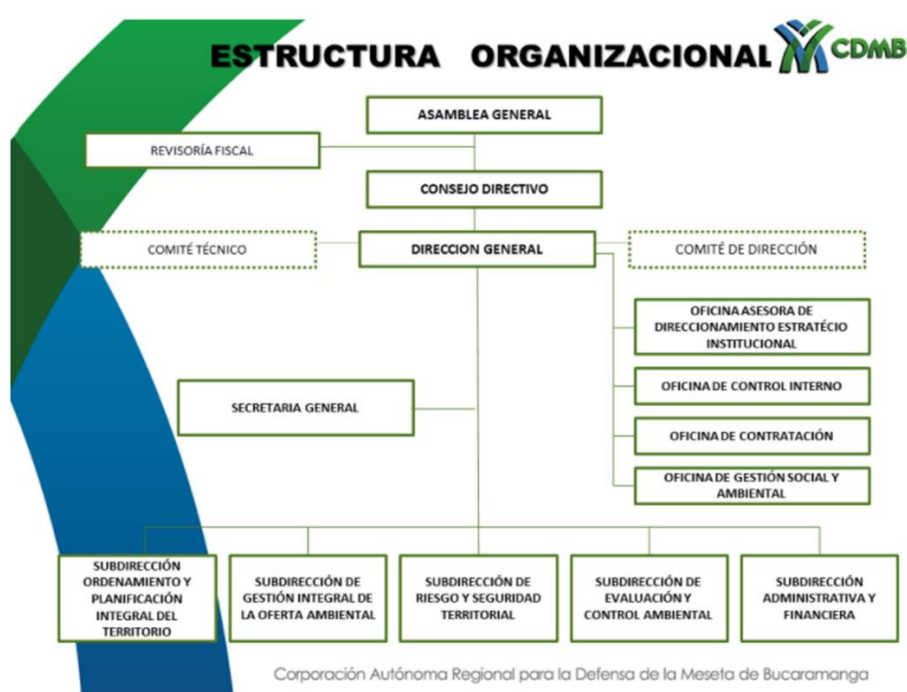 ESTRUCTURA ORGANIZACIONAL
CDMB
ASAMBLEA GENERAL
REVISORÍA FISCAL
CONSEJO DIRECTIVO
COMITÉ TÉCNICO
DIRECCION GENERAL
COMITÉ DE DIRECCIÓN
OFICINA ASESORA DE
DIRECCIONAMIENTO ESTRATÉCIO
INSTITUCIONAL
OFICINA DE CONTROL INTERNO
SECRETARIA GENERAL
OFICINA DE CONTRATACIÓN
OFICINA DE GESTIÓN SOCIAL Y
AMBIENTAL
SUBDIRECCIÓN
ORDENAMIENTO Y
PLANIFICACIÓN
INTEGRAL DEL
TERRITORIO
SUBDIRECCIÓN DE
GESTIÓN INTEGRAL DE
LA OFERTA AMBIENTAL
SUBDIRECCIÓN DE
RIESGO Y SEGURIDAD
TERRITORIAL
SUBDIRECCIÓN DE
EVALUACIÓN Y
CONTROL AMBIENTAL
SUBDIRECCIÓN
ADMINISTRATIVA Y
FINANCIERA
Corporación Autónoma Regional para la Defensa de la Meseta de Bucaramanga